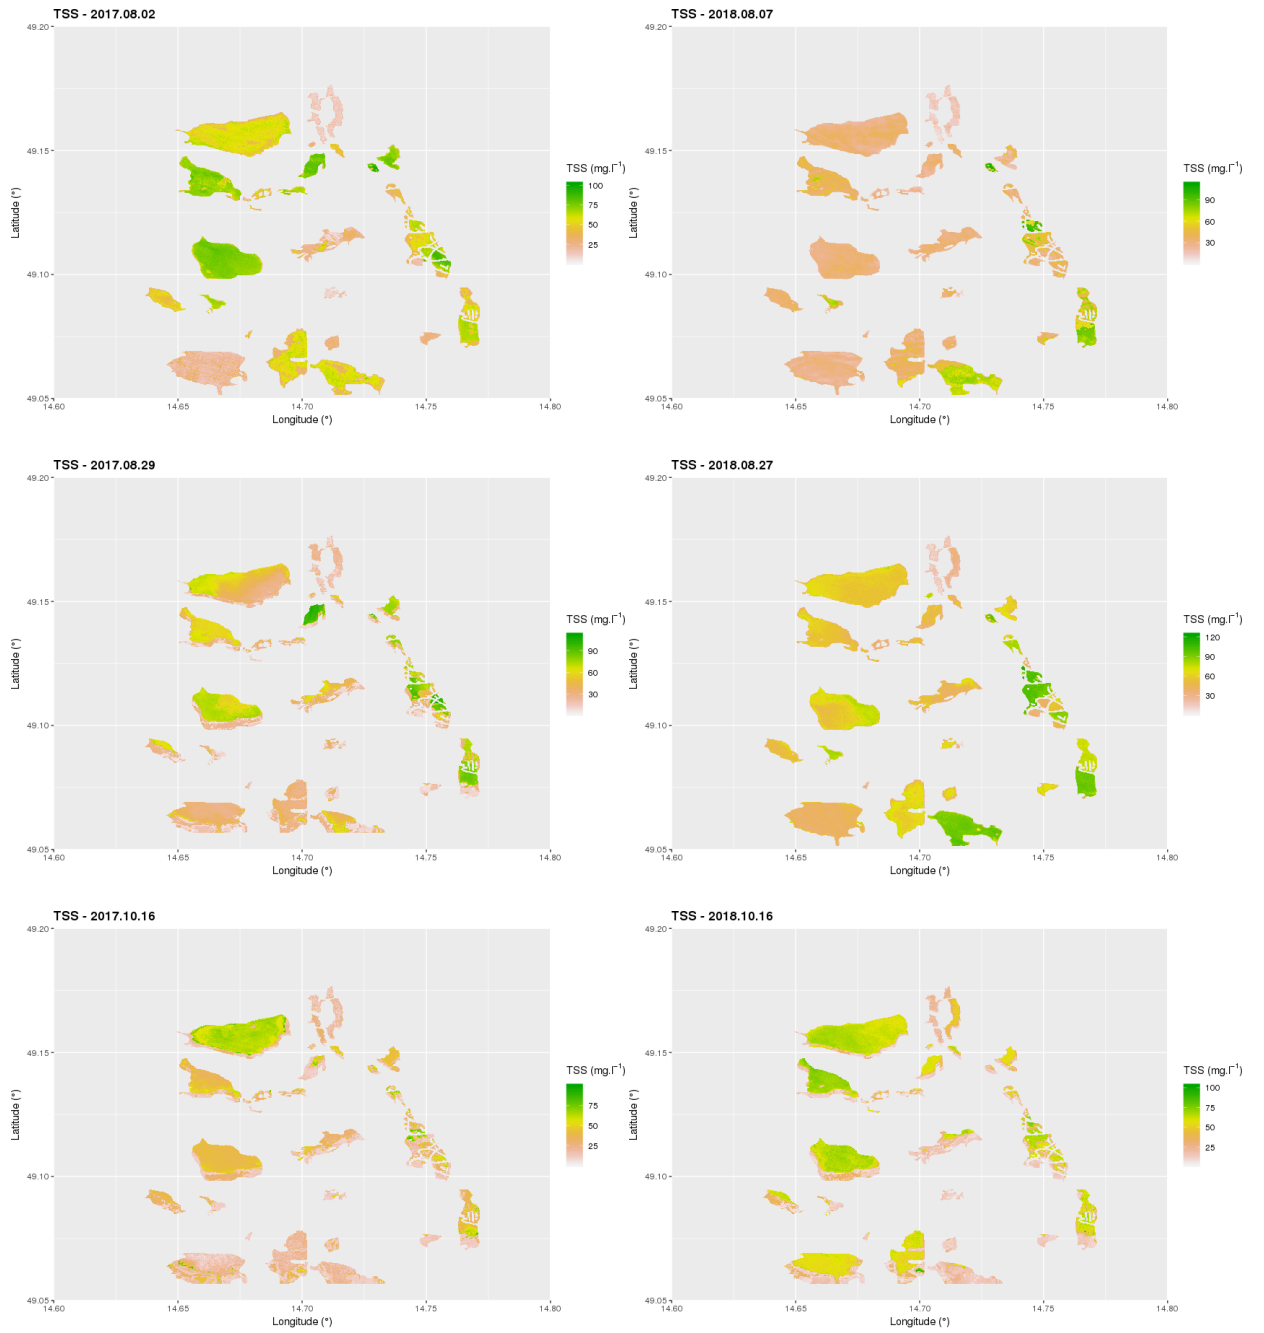 TSS - 2017.08.02
49.20
49.15
49.10
49.05
Latitude (°)
14.60 14.65 14.70 14.75 14.80
Longitude (°)
TSS (mg.l⁻¹)
100
75
50
25
TSS - 2018.08.07
49.20
49.15
49.10
49.05
Latitude (°)
14.60 14.65 14.70 14.75 14.80
Longitude (°)
TSS (mg.l⁻¹)
90
60
30
TSS - 2017.08.29
49.20
49.15
49.10
49.05
Latitude (°)
14.60 14.65 14.70 14.75 14.80
Longitude (°)
TSS (mg.l⁻¹)
90
60
30
TSS - 2018.08.27
49.20
49.15
49.10
49.05
Latitude (°)
14.60 14.65 14.70 14.75 14.80
Longitude (°)
TSS (mg.l⁻¹)
120
90
60
30
TSS - 2017.10.16
49.20
49.15
49.10
49.05
Latitude (°)
14.60 14.65 14.70 14.75 14.80
Longitude (°)
TSS (mg.l⁻¹)
75
50
25
TSS - 2018.10.16
49.20
49.15
49.10
49.05
Latitude (°)
14.60 14.65 14.70 14.75 14.80
Longitude (°)
TSS (mg.l⁻¹)
100
75
50
25